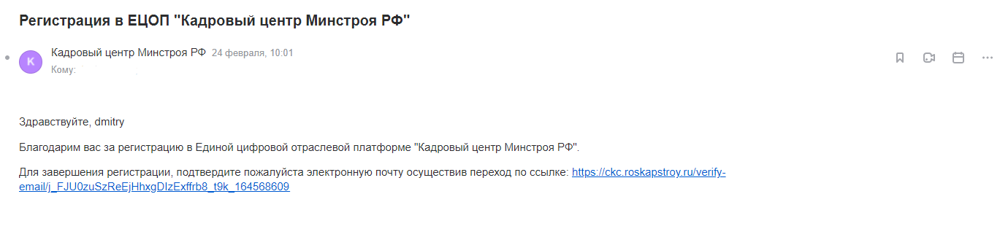 Регистрация в ЕЦОП "Кадровый центр Минстроя РФ"
Кадровый центр Минстроя РФ 24 февраля, 10:01
К
Кому:
Здравствуйте, dmitry
Благодарим вас за регистрацию в Единой цифровой отраслевой платформе "Кадровый центр Минстроя РФ".
Для завершения регистрации, подтвердите пожалуйста электронную почту осуществив переход по ссылке: https://ckc.roskapstroy.ru/verify-
email/j_FJU0zuSzReEjHhxgDIzExffrb8_t9k_164568609